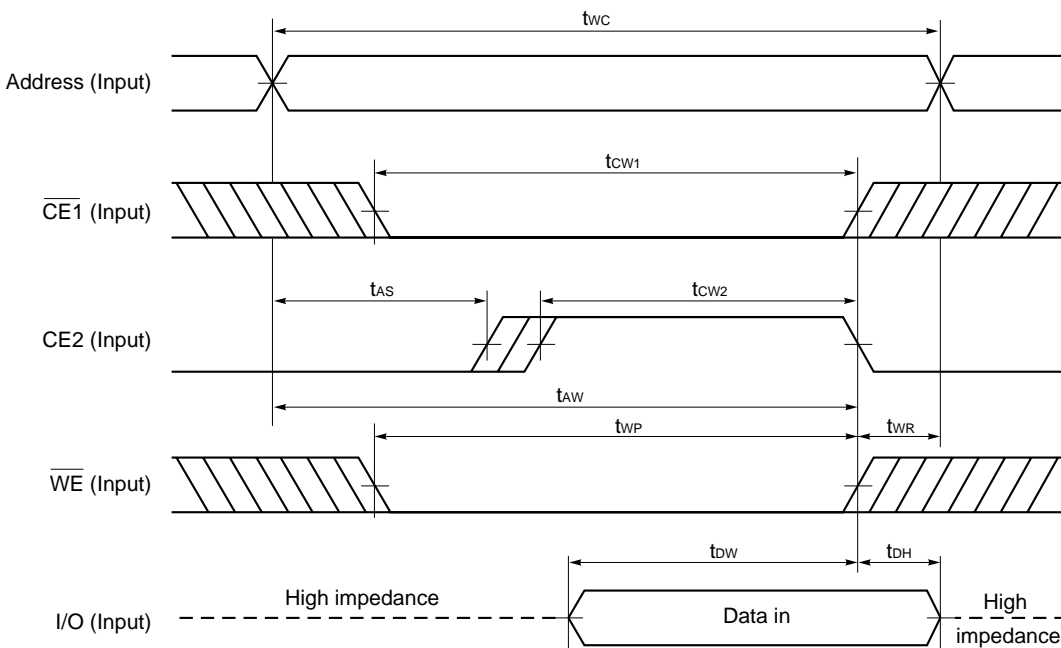 tWC
Address (Input)
tCW1
CE1 (Input)
tAS
tCW2
CE2 (Input)
tAW
tWP
tWR
WE (Input)
tDW
tDH
I/O (Input)
High impedance
Data in
High
impedance